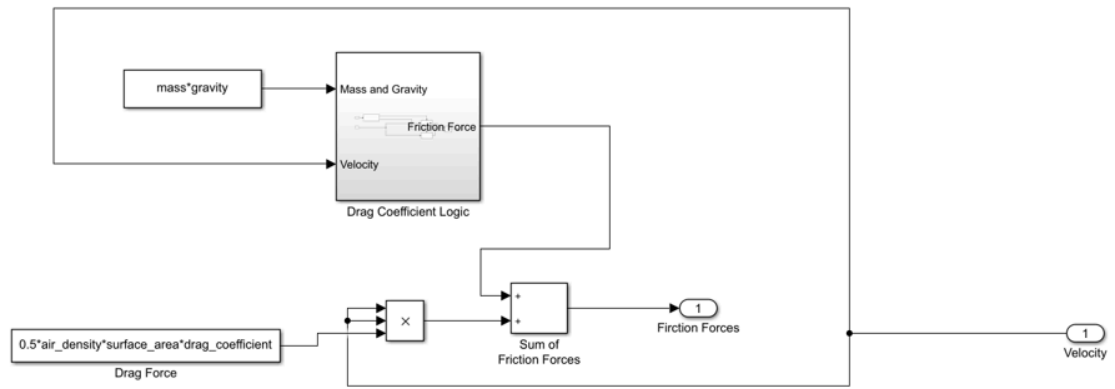 mass*gravity
Mass and Gravity
Friction Force
Velocity
Drag Coefficient Logic
0.5*air_density*surface_area*drag_coefficient
Drag Force
×
+
+
Sum of
Friction Forces
1
Firction Forces
1
Velocity